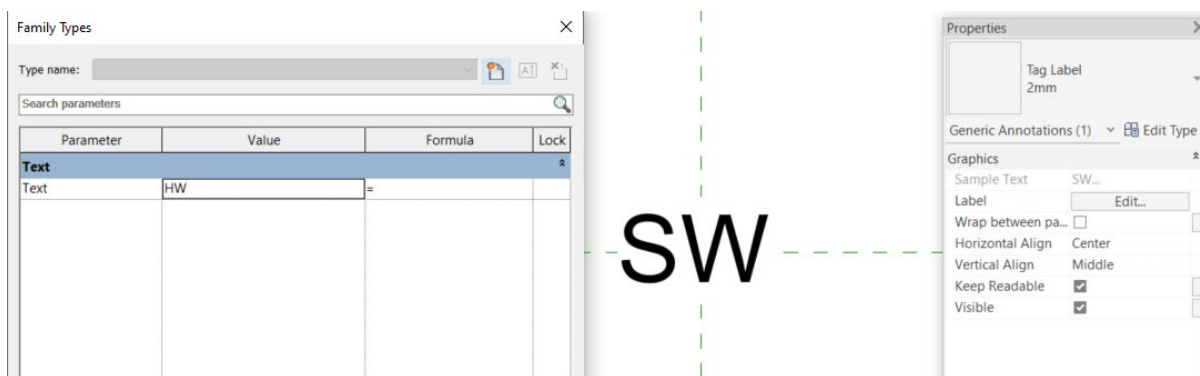 Family Types
Type name:
Search parameters
Parameter Value Formula Lock
Text
Text HW =
SW
Properties
Tag Label
2mm
Generic Annotations (1) Edit Type
Graphics
Sample Text SW...
Label Edit...
Wrap between pa...
Horizontal Align Center
Vertical Align Middle
Keep Readable
Visible